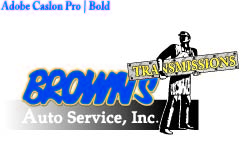 Adobe Caslon Pro | Bold
TRANSMISSIONS
BROWN'S
Auto Service, Inc.